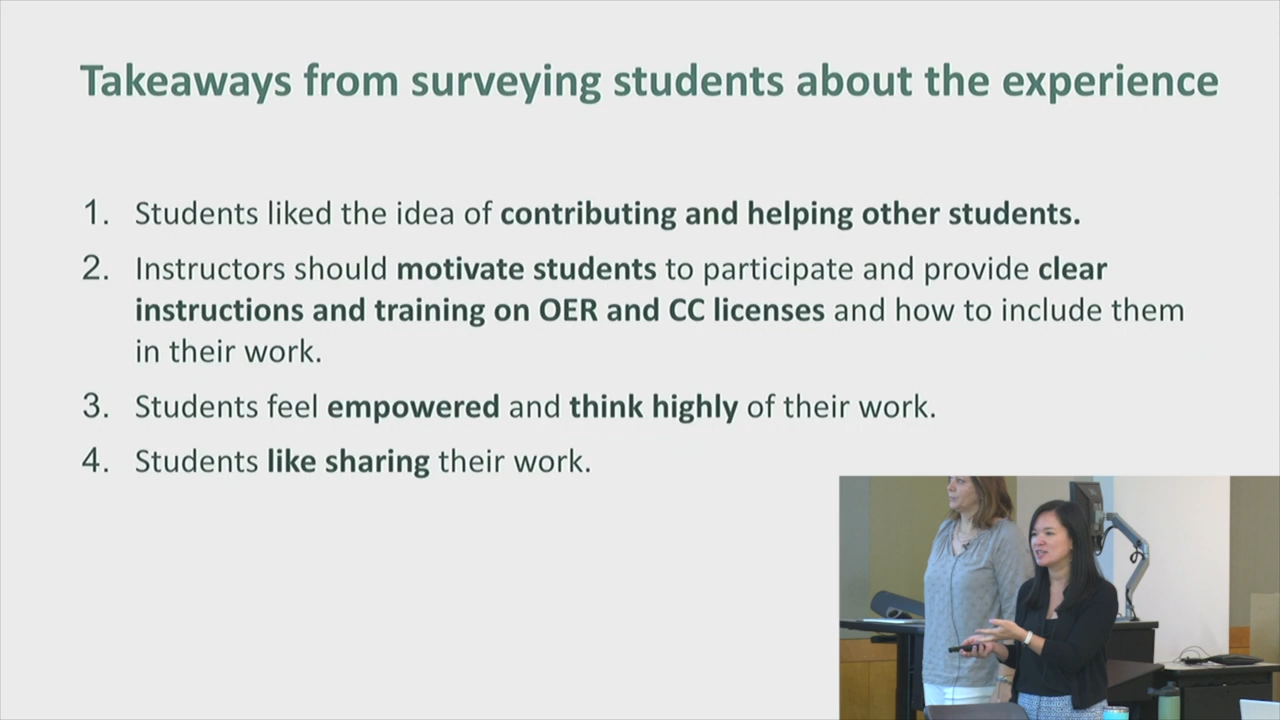 Takeaways from surveying students about the experience
1. Students liked the idea of contributing and helping other students.
2. Instructors should motivate students to participate and provide clear
instructions and training on OER and CC licenses and how to include them
in their work.
3. Students feel empowered and think highly of their work.
4. Students like sharing their work.